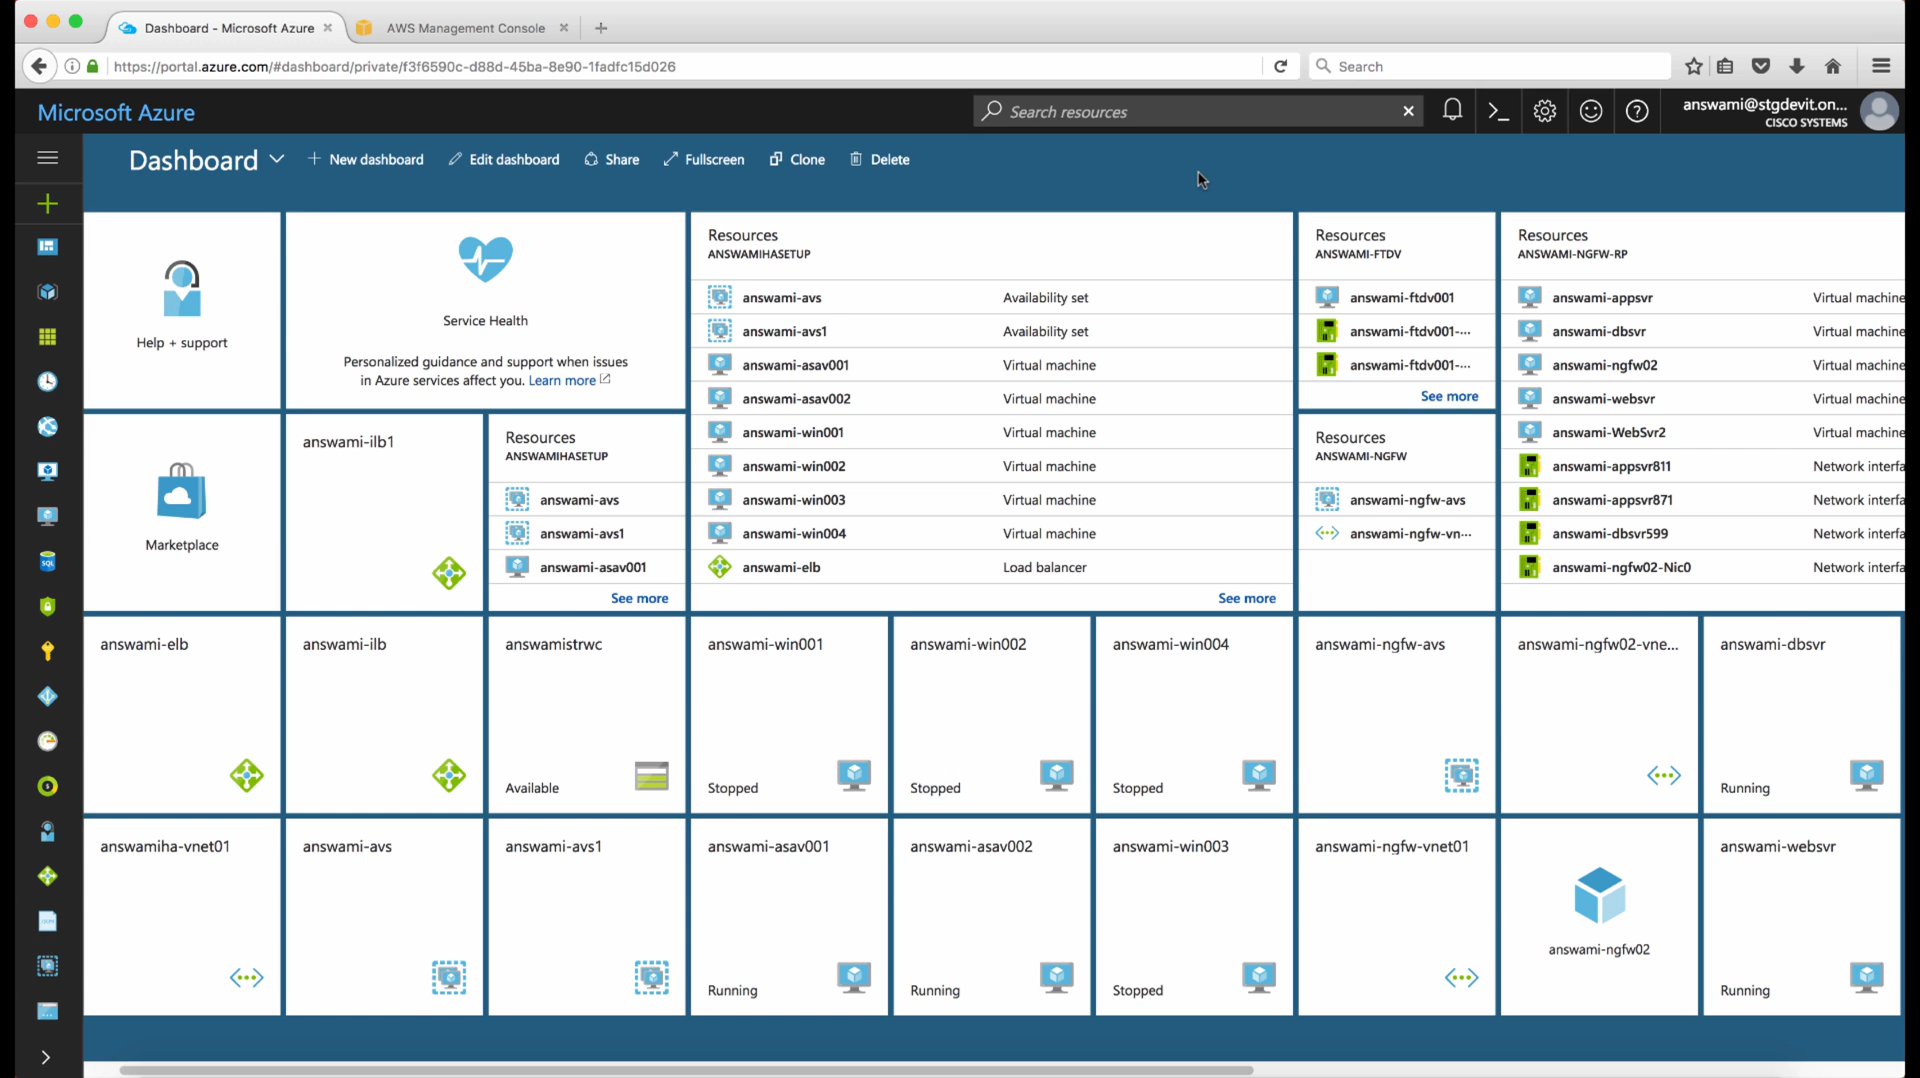 Dashboard - Microsoft Azure
AWS Management Console
https://portal.azure.com/#dashboard/private/f3f6590c-d88d-45ba-8e90-1fadfc15d026
Search
Microsoft Azure
Search resources
answami@stgdevit.on...
CISCO SYSTEMS
Dashboard
New dashboard
Edit dashboard
Share
Fullscreen
Clone
Delete
Help + support
Service Health
Personalized guidance and support when issues
in Azure services affect you. Learn more
Resources
ANSWAMIHASETUP
answami-avs Availability set
answami-avs1 Availability set
answami-asav001 Virtual machine
answami-asav002 Virtual machine
answami-win001 Virtual machine
answami-win002 Virtual machine
answami-win003 Virtual machine
answami-win004 Virtual machine
answami-elb Load balancer
See more
Resources
ANSWAMI-FTDV
answami-ftdv001
answami-ftdv001-...
answami-ftdv001-...
See more
Resources
ANSWAMI-NGFW-RP
answami-appsvr Virtual machine
answami-dbsvr Virtual machine
answami-ngfw02 Virtual machine
answami-websvr Virtual machine
answami-WebSvr2 Virtual machine
answami-appsvr811 Network interfa
answami-appsvr871 Network interfa
answami-dbsvr599 Network interfa
answami-ngfw02-Nic0 Network interfa
Marketplace
answami-ilb1
Resources
ANSWAMIHASETUP
answami-avs
answami-avs1
answami-asav001
See more
Resources
ANSWAMI-NGFW
answami-ngfw-avs
answami-ngfw-vn...
answami-elb
answami-ilb
answamistrwc
Available
answami-win001
Stopped
answami-win002
Stopped
answami-win004
Stopped
answami-ngfw-avs
answami-ngfw02-vne...
answami-dbsvr
Running
answamiha-vnet01
answami-avs
answami-avs1
answami-asav001
Running
answami-asav002
Running
answami-win003
Stopped
answami-ngfw-vnet01
answami-ngfw02
answami-websvr
Running
SQL